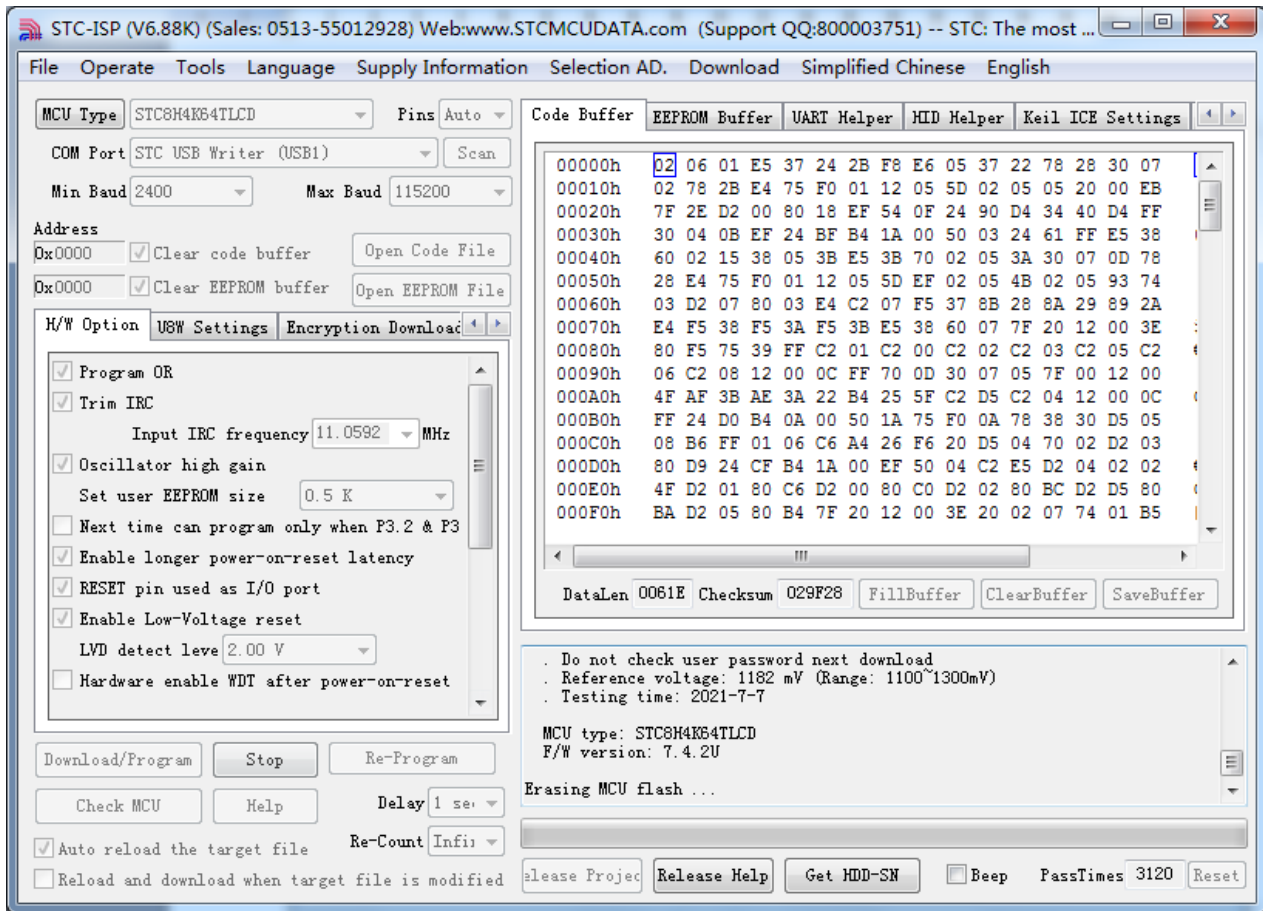 STC-ISP (V6.88K) (Sales: 0513-55012928) Web:www.STCMCUDATA.com (Support QQ:800003751) -- STC: The most ...
File Operate Tools Language Supply Information Selection AD. Download Simplified Chinese English
MCU Type STC8H4K64TLCD Pins Auto
COM Port STC USB Writer (USB1) Scan
Min Baud 2400 Max Baud 115200
Address
0x0000 Clear code buffer Open Code File
0x0000 Clear EEPROM buffer Open EEPROM File
H/W Option U8W Settings Encryption Download
Program OR
Trim IRC
Input IRC frequency 11.0592 MHz
Oscillator high gain
Set user EEPROM size 0.5 K
Next time can program only when P3.2 & P3
Enable longer power-on-reset latency
RESET pin used as I/O port
Enable Low-Voltage reset
LVD detect leve 2.00 V
Hardware enable WDT after power-on-reset
Download/Program Stop Re-Program
Check MCU Help Delay 1 se
Auto reload the target file Re-Count Infi
Reload and download when target file is modified
Code Buffer EEPROM Buffer UART Helper HID Helper Keil ICE Settings
00000h 02 06 01 E5 37 24 2B F8 E6 05 37 22 78 28 30 07
00010h 02 78 2B E4 75 F0 01 12 05 5D 02 05 05 20 00 EB
00020h 7F 2E D2 00 80 18 EF 54 0F 24 90 D4 34 40 D4 FF
00030h 30 04 0B EF 24 BF B4 1A 00 50 03 24 61 FF E5 38
00040h 60 02 15 38 05 3B E5 3B 70 02 05 3A 30 07 0D 78
00050h 28 E4 75 F0 01 12 05 5D EF 02 05 4B 02 05 93 74
00060h 03 D2 07 80 03 E4 C2 07 F5 37 8B 28 8A 29 89 2A
00070h E4 F5 38 F5 3A F5 3B E5 38 60 07 7F 20 12 00 3E
00080h 80 F5 75 39 FF C2 01 C2 00 C2 02 C2 03 C2 05 C2
00090h 06 C2 08 12 00 0C FF 70 0D 30 07 05 7F 00 12 00
000A0h 4F AF 3B AE 3A 22 B4 25 5F C2 D5 C2 04 12 00 0C
000B0h FF 24 D0 B4 0A 00 50 1A 75 F0 0A 78 38 30 D5 05
000C0h 08 B6 FF 01 06 C6 A4 26 F6 20 D5 04 70 02 D2 03
000D0h 80 D9 24 CF B4 1A 00 EF 50 04 C2 E5 D2 04 02 02
000E0h 4F D2 01 80 C6 D2 00 80 C0 D2 02 80 BC D2 D5 80
000F0h BA D2 05 80 B4 7F 20 12 00 3E 20 02 07 74 01 B5
DataLen 0061E Checksum 029F28 FillBuffer ClearBuffer SaveBuffer
. Do not check user password next download
. Reference voltage: 1182 mV (Range: 1100~1300mV)
. Testing time: 2021-7-7
MCU type: STC8H4K64TLCD
F/W version: 7.4.2U
Erasing MCU flash ...
elease Projec Release Help Get HDD-SN Beep PassTimes 3120 Reset